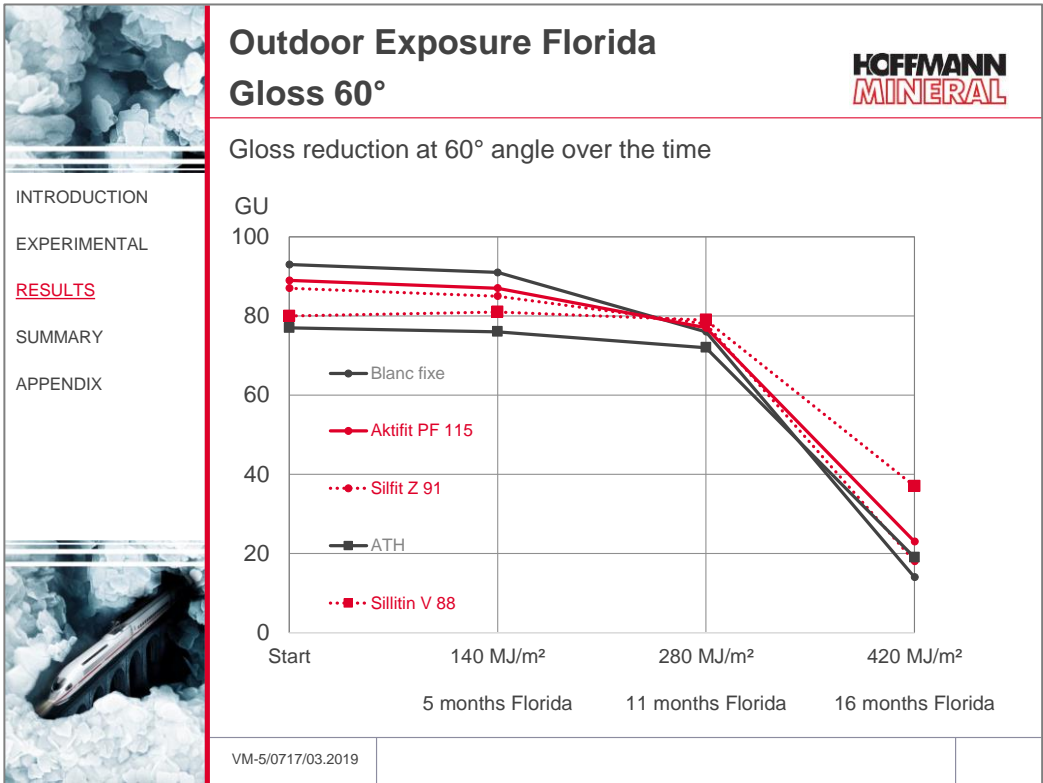 Outdoor Exposure Florida
Gloss 60°
HOFFMANN
MINERAL
Gloss reduction at 60° angle over the time
INTRODUCTION
EXPERIMENTAL
RESULTS
SUMMARY
APPENDIX
GU
100
80
60
40
20
0
Blanc fixe
Aktifit PF 115
Silfit Z 91
ATH
Sillitin V 88
Start 140 MJ/m² 280 MJ/m² 420 MJ/m²
5 months Florida 11 months Florida 16 months Florida
VM-5/0717/03.2019